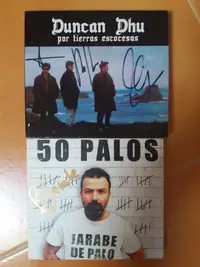 Duncan Dhu
por tierras escocesas
50 PALOS
JARABE
DE PALO